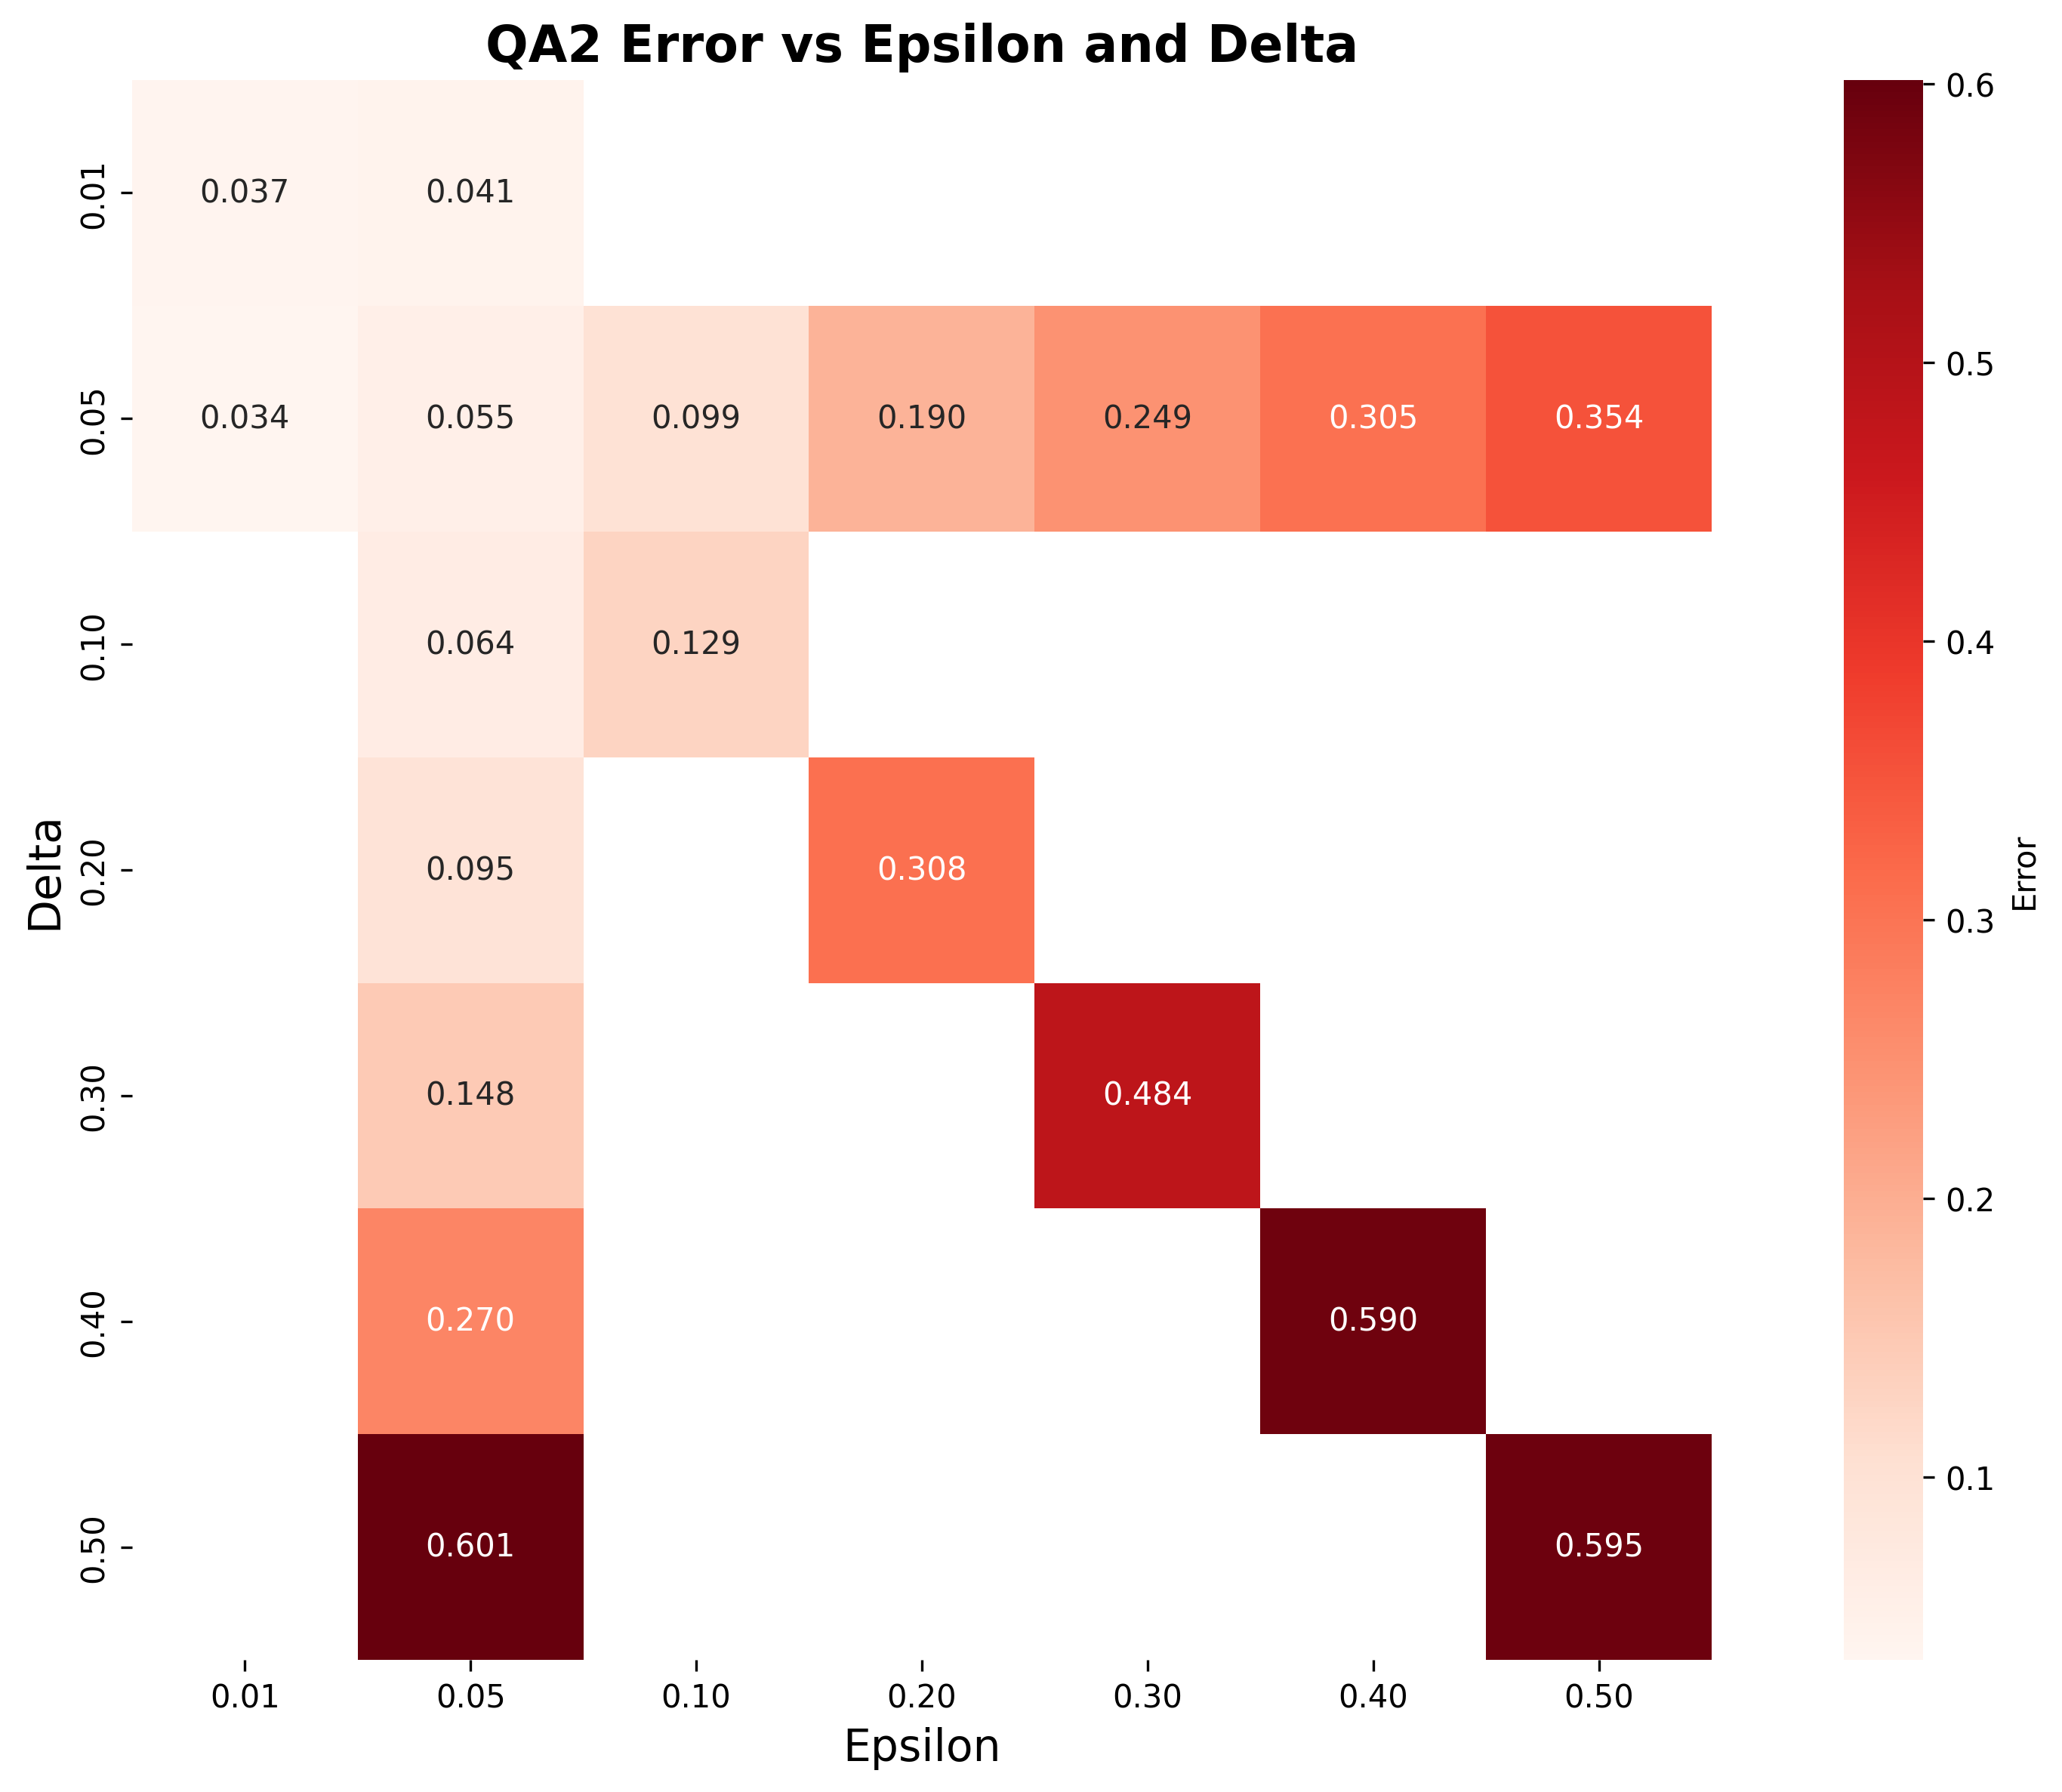 QA2 Error vs Epsilon and Delta
0.01 0.037 0.041
0.05 0.034 0.055 0.099 0.190 0.249 0.305 0.354
0.10 0.064 0.129
0.20 0.095 0.308
0.30 0.148 0.484
0.40 0.270 0.590
0.50 0.601 0.595
Delta
0.01 0.05 0.10 0.20 0.30 0.40 0.50
Epsilon
0.6
0.5
0.4
0.3
0.2
0.1
Error